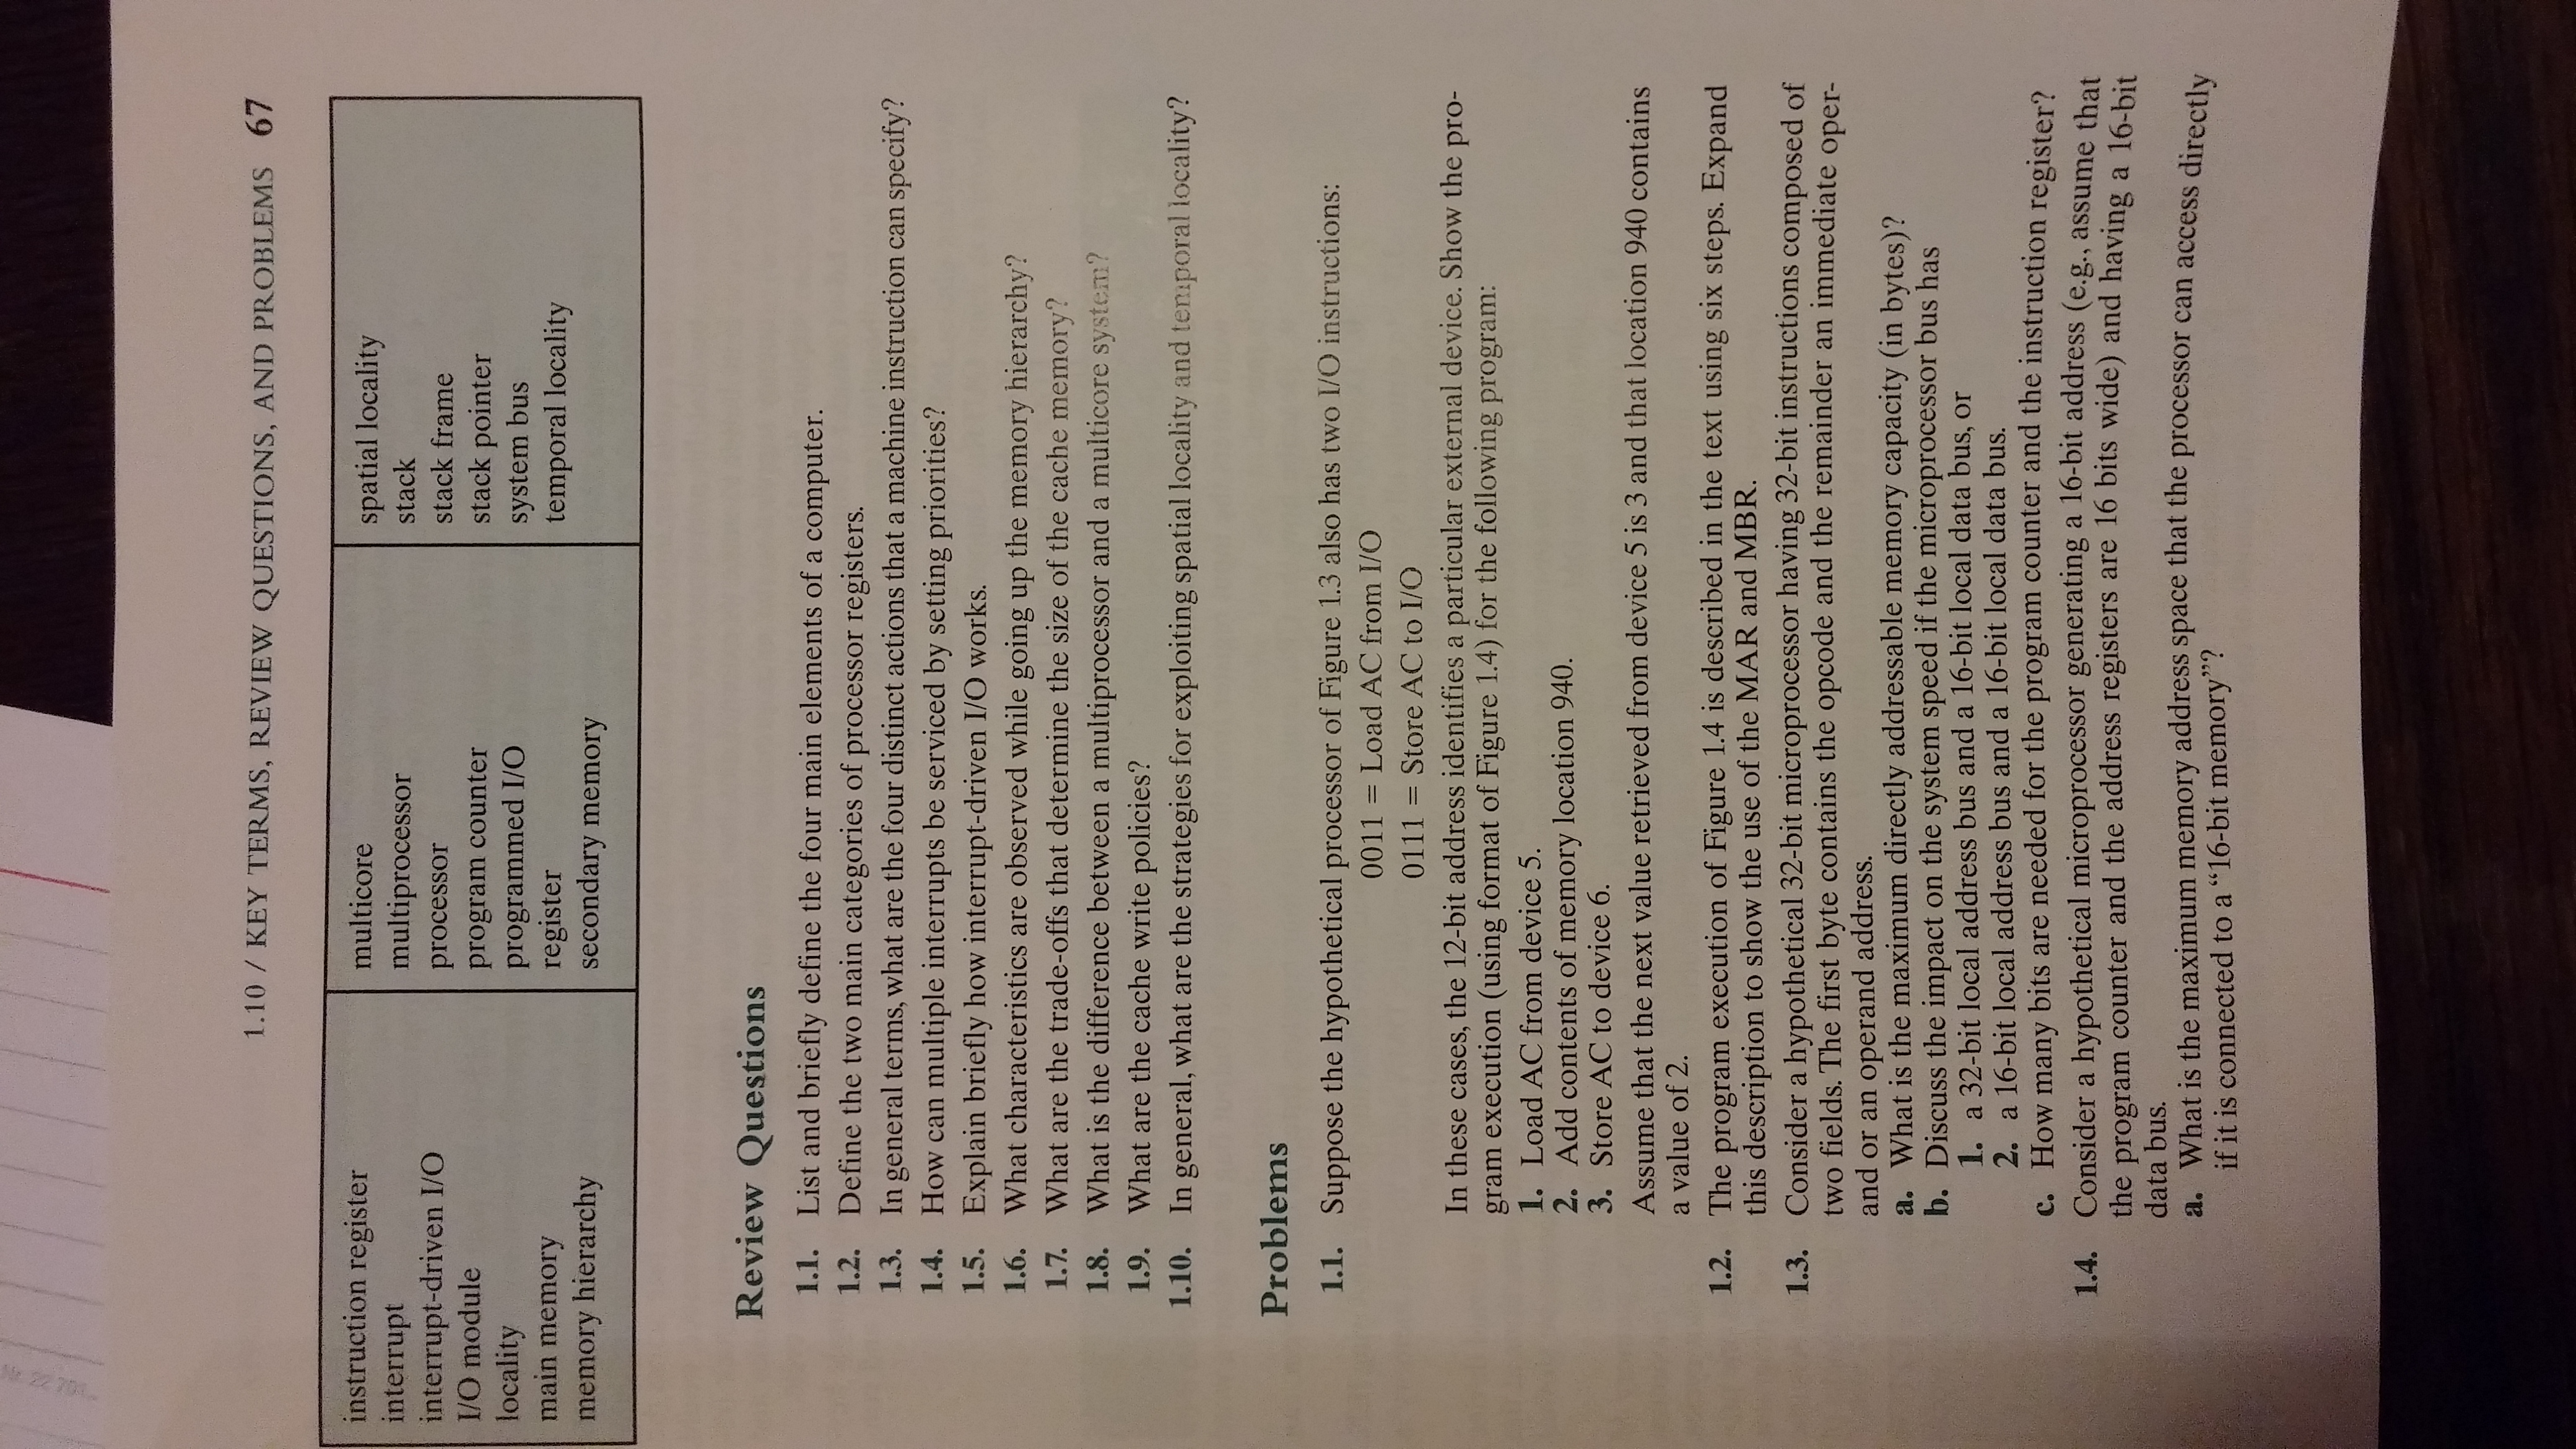 1.10 / KEY TERMS, REVIEW QUESTIONS, AND PROBLEMS 67
instruction register
interrupt
interrupt-driven I/O
I/O module
locality
main memory
memory hierarchy
multicore
multiprocessor
processor
program counter
programmed I/O
register
secondary memory
spatial locality
stack
stack frame
stack pointer
system bus
temporal locality
Review Questions
1.1. List and briefly define the four main elements of a computer.
1.2. Define the two main categories of processor registers.
1.3. In general terms, what are the four distinct actions that a machine instruction can specify?
1.4. How can multiple interrupts be serviced by setting priorities?
1.5. Explain briefly how interrupt-driven I/O works.
1.6. What characteristics are observed while going up the memory hierarchy?
1.7. What are the trade-offs that determine the size of the cache memory?
1.8. What is the difference between a multiprocessor and a multicore system?
1.9. What are the cache write policies?
1.10. In general, what are the strategies for exploiting spatial locality and temporal locality?
Problems
1.1. Suppose the hypothetical processor of Figure 1.3 also has two I/O instructions:
0011 = Load AC from I/O
0111 = Store AC to I/O
In these cases, the 12-bit address identifies a particular external device. Show the pro-
gram execution (using format of Figure 1.4) for the following program:
1. Load AC from device 5.
2. Add contents of memory location 940.
3. Store AC to device 6.
Assume that the next value retrieved from device 5 is 3 and that location 940 contains
a value of 2.
1.2. The program execution of Figure 1.4 is described in the text using six steps. Expand
this description to show the use of the MAR and MBR.
1.3. Consider a hypothetical 32-bit microprocessor having 32-bit instructions composed of
two fields. The first byte contains the opcode and the remainder an immediate oper-
and or an operand address.
a. What is the maximum directly addressable memory capacity (in bytes)?
b. Discuss the impact on the system speed if the microprocessor bus has
1. a 32-bit local address bus and a 16-bit local data bus, or
2. a 16-bit local address bus and a 16-bit local data bus.
c. How many bits are needed for the program counter and the instruction register?
1.4. Consider a hypothetical microprocessor generating a 16-bit address (e.g., assume that
the program counter and the address registers are 16 bits wide) and having a 16-bit
data bus.
a. What is the maximum memory address space that the processor can access directly
if it is connected to a “16-bit memory”?